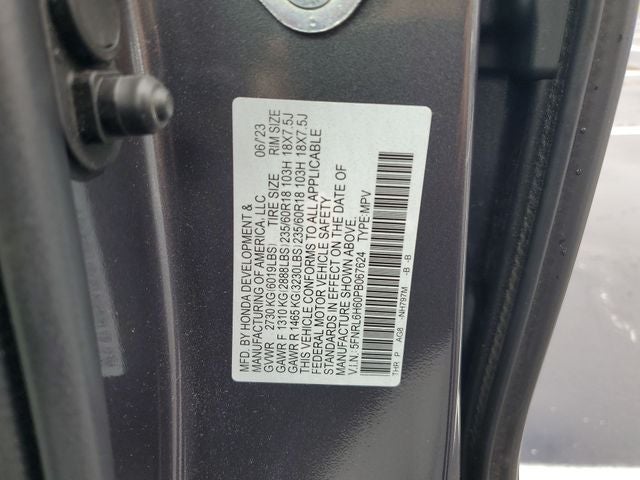 MFD. BY HONDA DEVELOPMENT &
MANUFACTURING OF AMERICA, LLC 06/23
GVWR 2730 KG(6019LBS) TIRE SIZE RIM SIZE
GAWR F 1310 KG(2888LBS)235/60R18 103H 18X7.5J
GAWR R 1465 KG(3230LBS)235/60R18 103H 18X7.5J
THIS VEHICLE CONFORMS TO ALL APPLICABLE
FEDERAL MOTOR VEHICLE SAFETY
STANDARDS IN EFFECT ON THE DATE OF
MANUFACTURE SHOWN ABOVE.
V.I.N. 5FNRL6H60PB067624 TYPE:MPV
THR P AG8 -NH797M -B -B